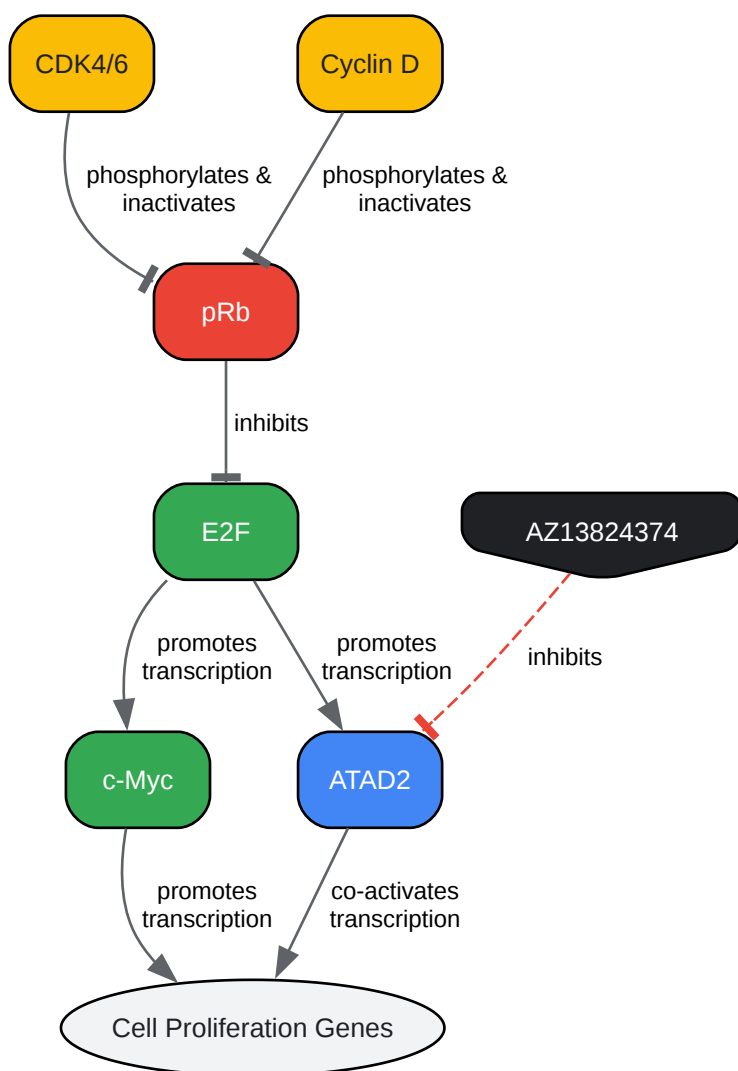 CDK4/6
Cyclin D
phosphorylates &
inactivates
phosphorylates &
inactivates
pRb
inhibits
E2F
AZ13824374
promotes
transcription
promotes
transcription
inhibits
c-Myc
ATAD2
promotes
transcription
co-activates
transcription
Cell Proliferation Genes